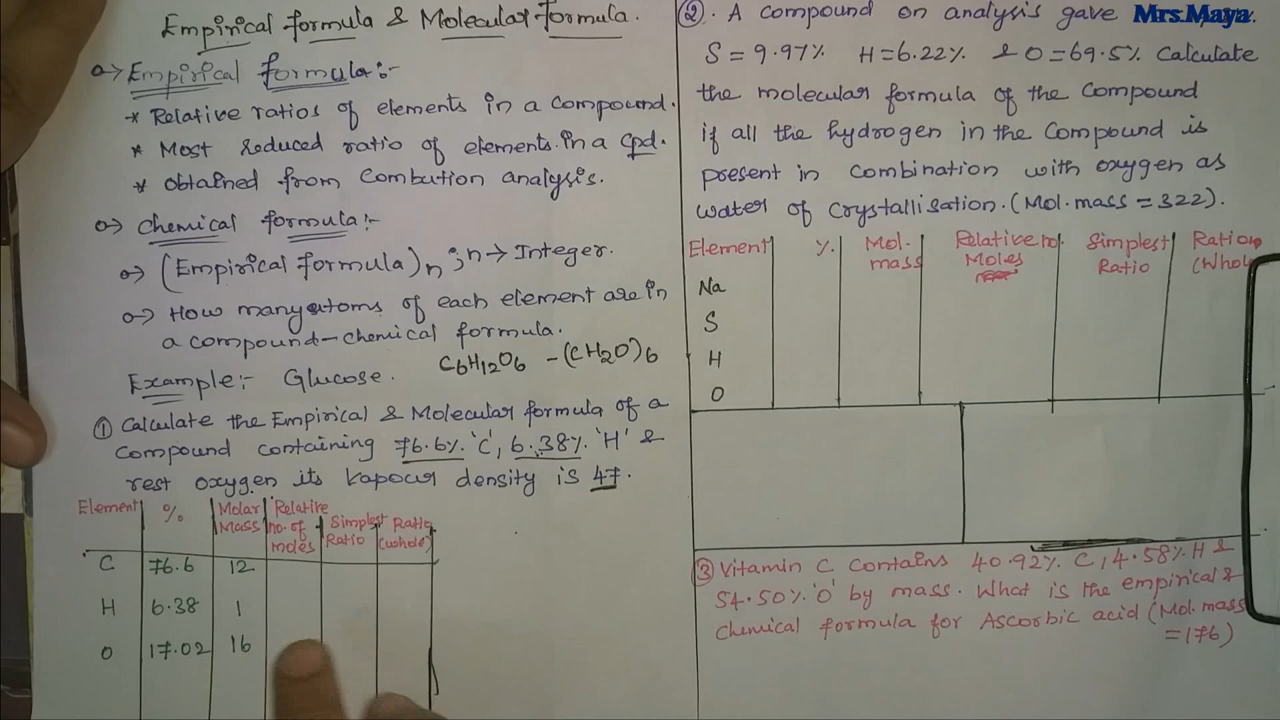 Empirical formula & Molecular formula.
o-> Empirical formula:-
* Relative ratios of elements in a compound.
* Most reduced ratio of elements in a cpd.
* obtained from Combution analysis.
o-> Chemical formula:-
o-> (Empirical formula)n ; n -> Integer.
o-> How many atoms of each element are in
a compound - chemical formula.
Example:- Glucose. C6H12O6 - (CH2O)6
① Calculate the Empirical & Molecular formula of a
compound containing 76.6% 'C', 6.38% 'H' &
rest oxygen its vapour density is 47.
Element % Molar Mass Relative no. of moles Simplest Ratio Ratio (whole)
C 76.6 12
H 6.38 1
O 17.02 16
②. A compound on analysis gave
Mrs.Maya
S = 9.97% H = 6.22% & O = 69.5% Calculate
the molecular formula of the compound
if all the hydrogen in the compound is
present in combination with oxygen as
water of crystallisation. (Mol. mass = 322).
Element % Mol. mass Relative no. Moles Simplest Ratio Ratio
Na
S
H
O
③ Vitamin C contains 40.92% C, 4.58% H &
54.50% 'O' by mass. What is the empirical &
chemical formula for Ascorbic acid (Mol. mass
= 176)